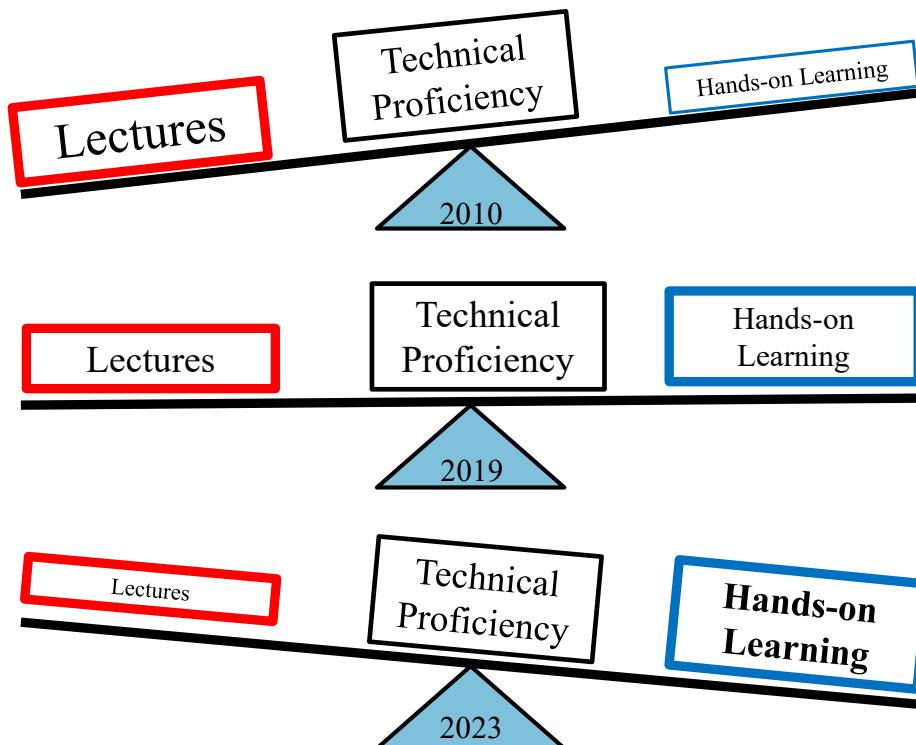 Lectures
Technical
Proficiency
Hands-on Learning
2010
Lectures
Technical
Proficiency
Hands-on
Learning
2019
Lectures
Technical
Proficiency
Hands-on
Learning
2023